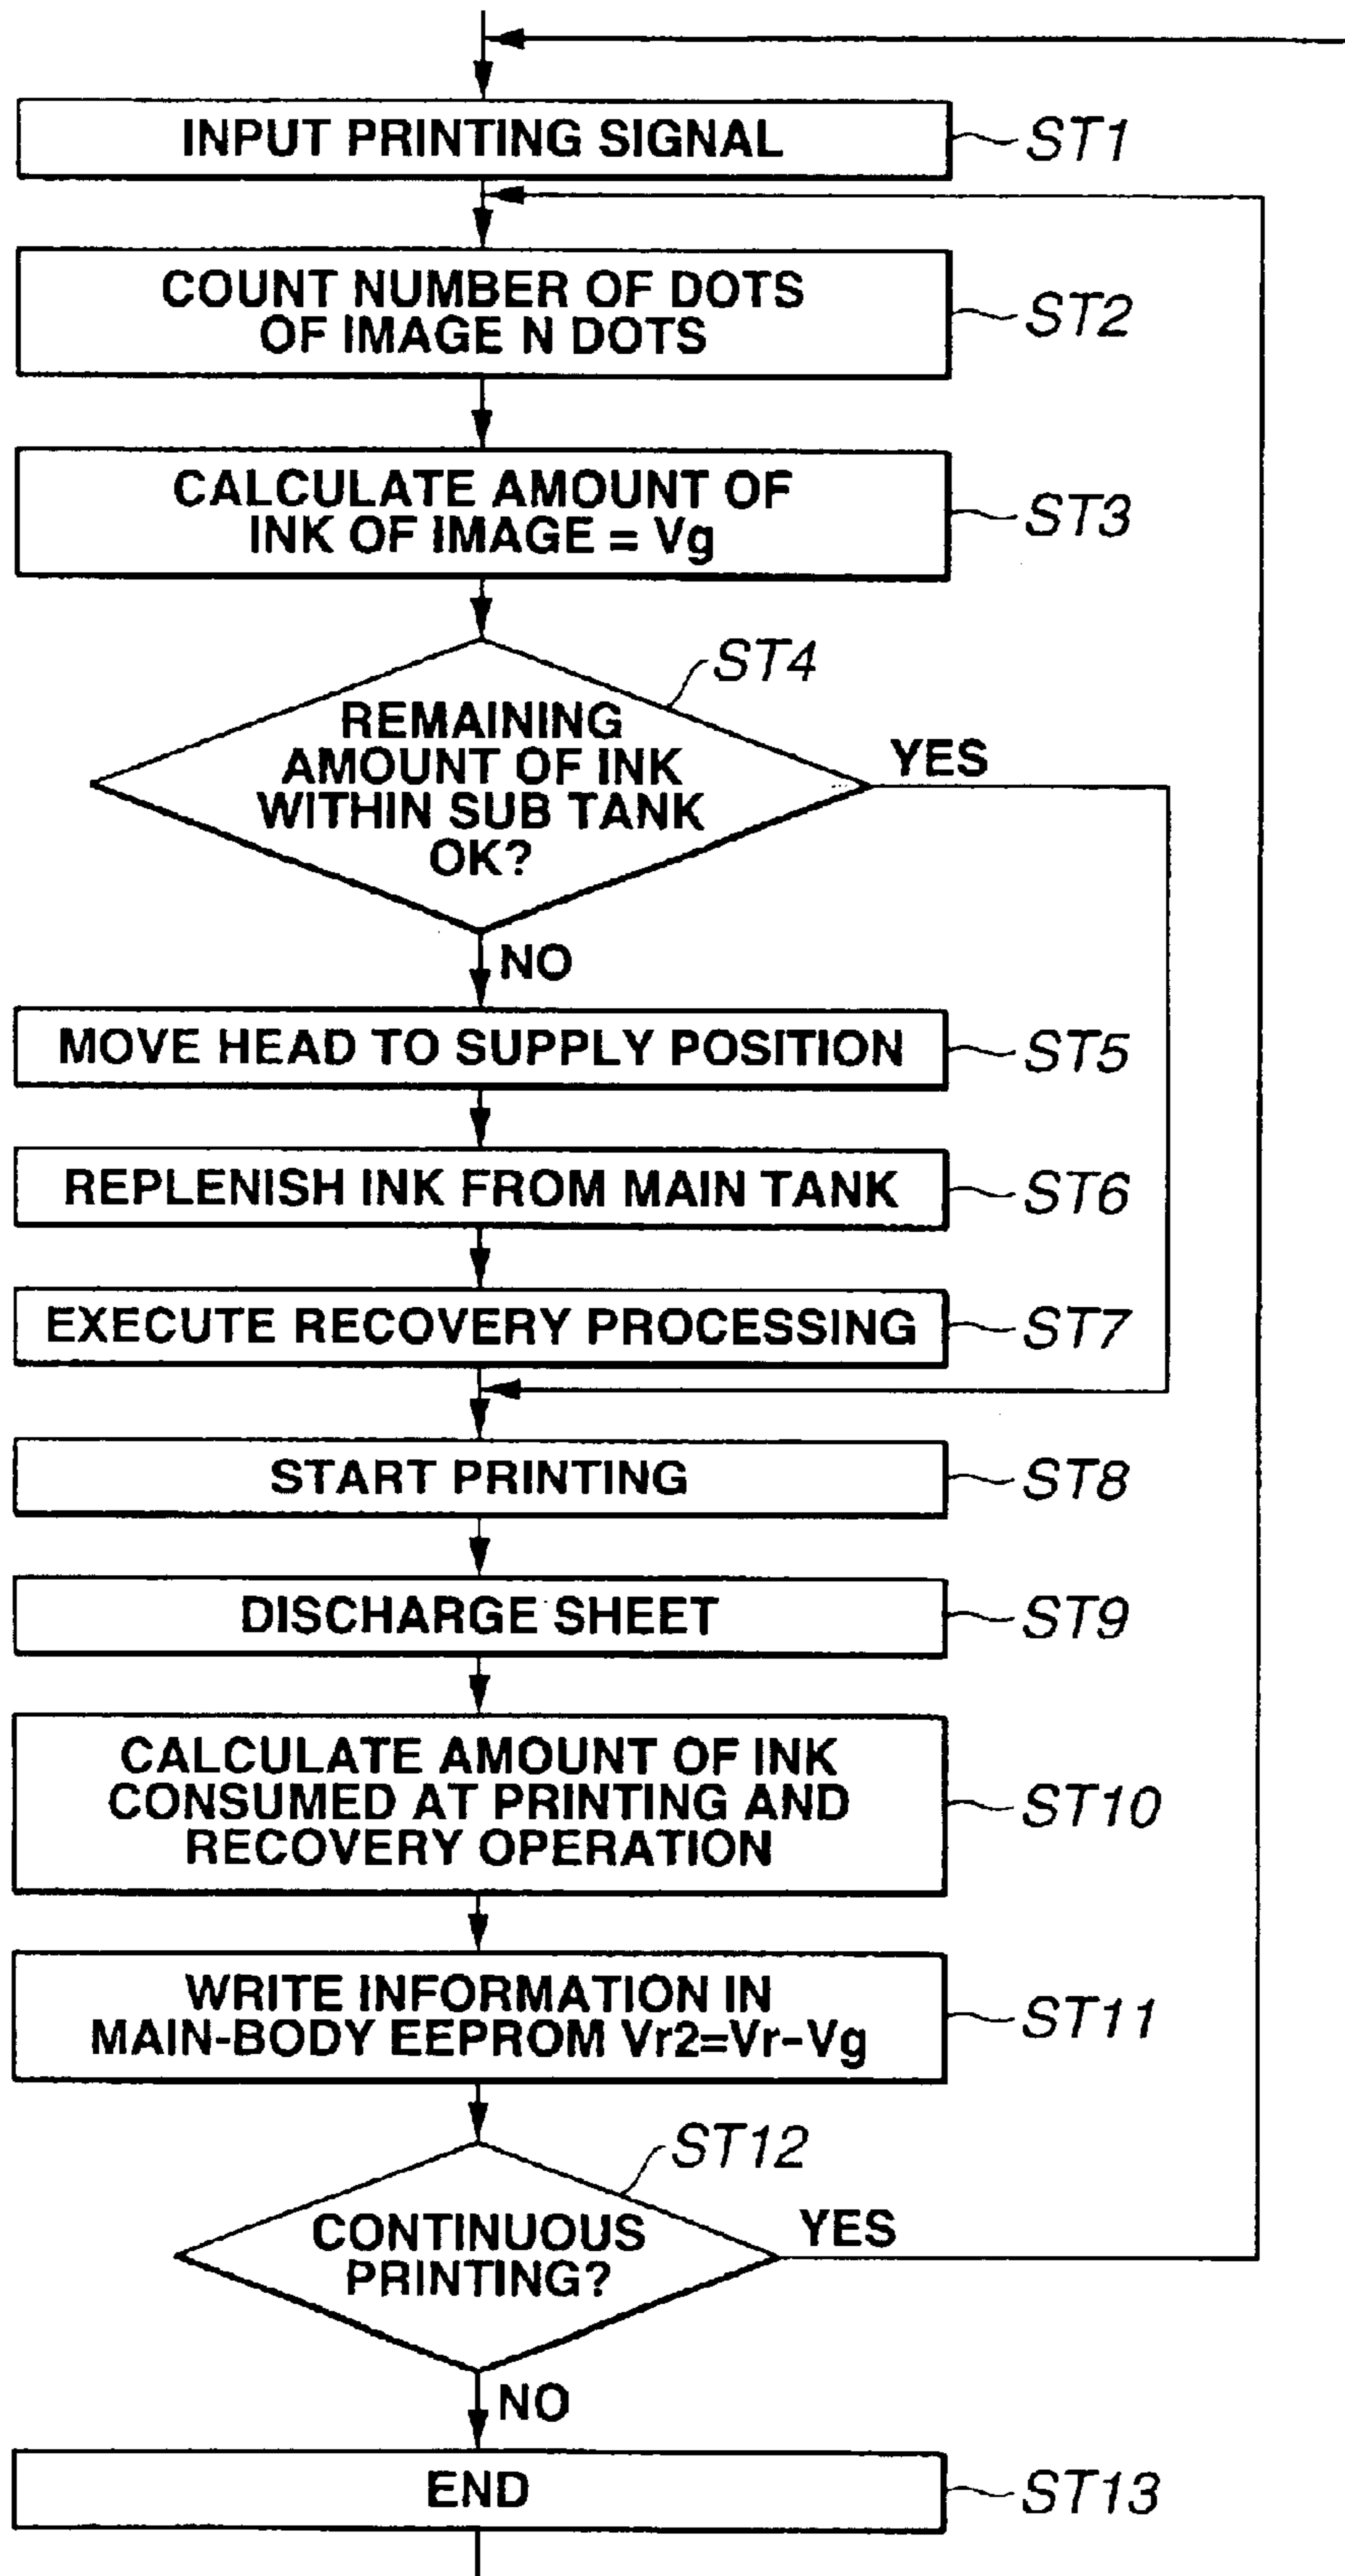 INPUT PRINTING SIGNAL
ST1
COUNT NUMBER OF DOTS
OF IMAGE N DOTS
ST2
CALCULATE AMOUNT OF
INK OF IMAGE = Vg
ST3
ST4
REMAINING
AMOUNT OF INK
WITHIN SUB TANK
OK?
YES
NO
MOVE HEAD TO SUPPLY POSITION
ST5
REPLENISH INK FROM MAIN TANK
ST6
EXECUTE RECOVERY PROCESSING
ST7
START PRINTING
ST8
DISCHARGE SHEET
ST9
CALCULATE AMOUNT OF INK
CONSUMED AT PRINTING AND
RECOVERY OPERATION
ST10
WRITE INFORMATION IN
MAIN-BODY EEPROM Vr2=Vr-Vg
ST11
ST12
CONTINUOUS
PRINTING?
YES
NO
END
ST13